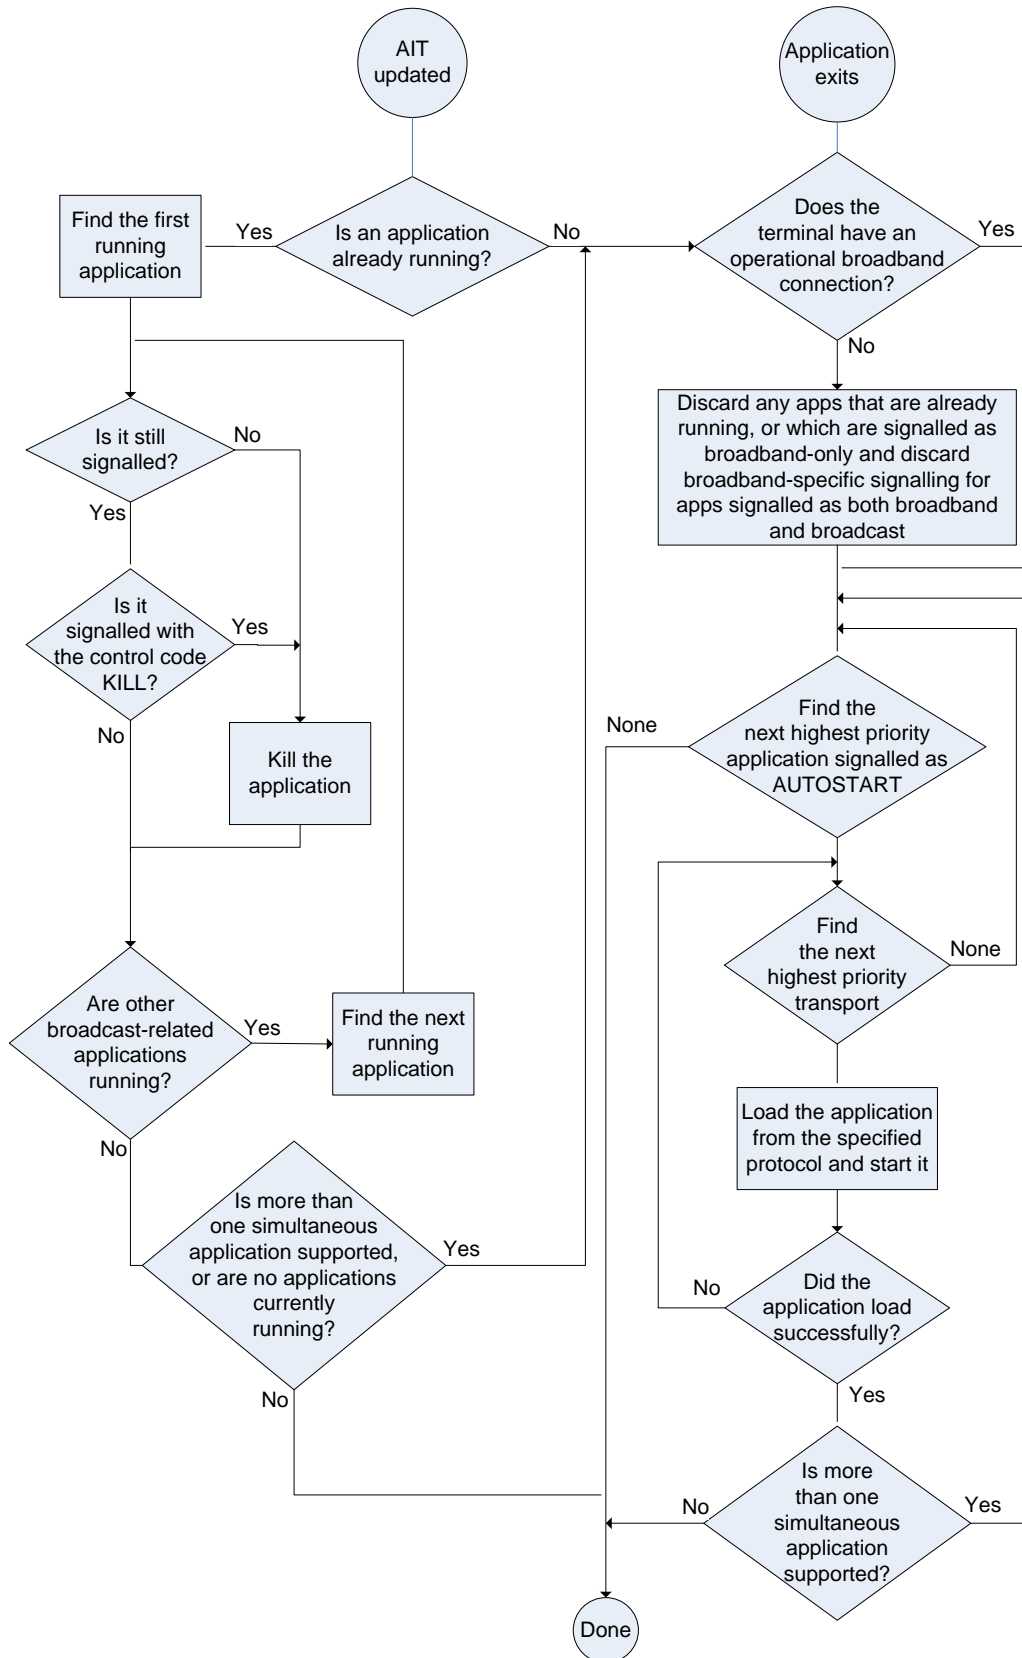 AIT
updated
Application
exits
Find the first
running
application
Yes
Is an application
already running?
No
Does the
terminal have an
operational broadband
connection?
Yes
No
Discard any apps that are already
running, or which are signalled as
broadband-only and discard
broadband-specific signalling for
apps signalled as both broadband
and broadcast
Is it still
signalled?
No
Yes
Is it
signalled with
the control code
KILL?
Yes
No
Kill the
application
None
Find the
next highest priority
application signalled as
AUTOSTART
Find
the next
highest priority
transport
None
Are other
broadcast-related
applications
running?
Yes
Find the next
running
application
No
Load the application
from the specified
protocol and start it
Is more than
one simultaneous
application supported,
or are no applications
currently
running?
Yes
No
No
Did the
application load
successfully?
Yes
Is more
than one
simultaneous
application
supported?
No
Yes
Done